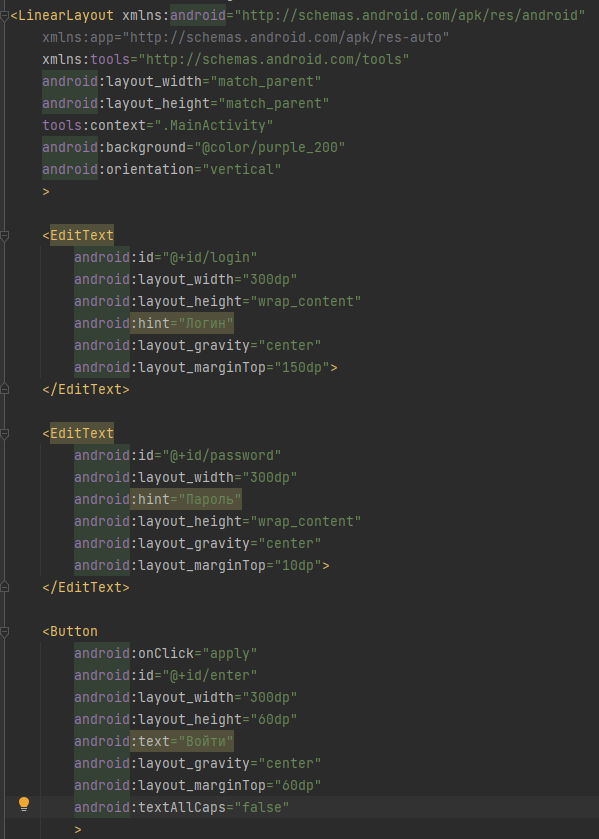 <LinearLayout xmlns:android="http://schemas.android.com/apk/res/android"
    xmlns:app="http://schemas.android.com/apk/res-auto"
    xmlns:tools="http://schemas.android.com/tools"
    android:layout_width="match_parent"
    android:layout_height="match_parent"
    tools:context=".MainActivity"
    android:background="@color/purple_200"
    android:orientation="vertical"
    >
    <EditText
        android:id="@+id/login"
        android:layout_width="300dp"
        android:layout_height="wrap_content"
        android:hint="Логин"
        android:layout_gravity="center"
        android:layout_marginTop="150dp">
    </EditText>
    <EditText
        android:id="@+id/password"
        android:layout_width="300dp"
        android:hint="Пароль"
        android:layout_height="wrap_content"
        android:layout_gravity="center"
        android:layout_marginTop="10dp">
    </EditText>
    <Button
        android:onClick="apply"
        android:id="@+id/enter"
        android:layout_width="300dp"
        android:layout_height="60dp"
        android:text="Войти"
        android:layout_gravity="center"
        android:layout_marginTop="60dp"
        android:textAllCaps="false"
        >